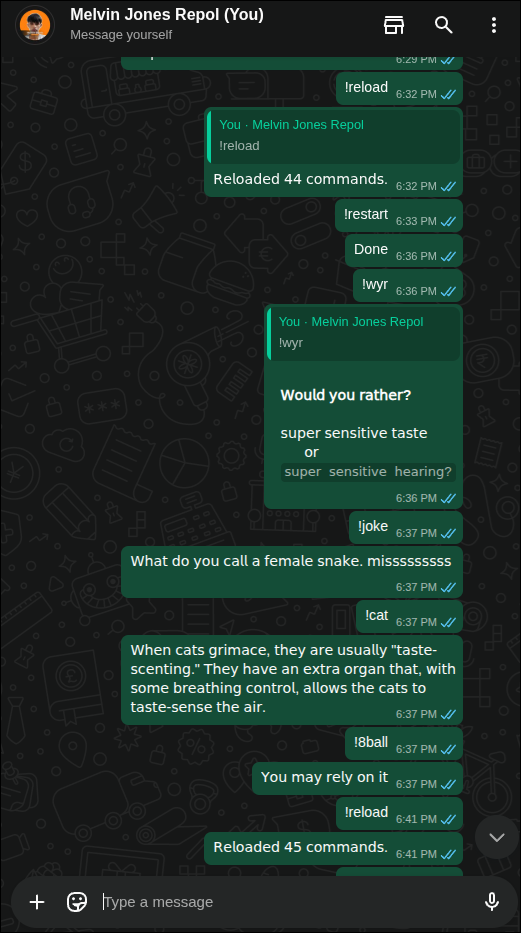 Melvin Jones Repol (You)
Message yourself
6:29 PM
!reload
6:32 PM
You · Melvin Jones Repol
!reload
Reloaded 44 commands.
6:32 PM
!restart
6:33 PM
Done
6:36 PM
!wyr
6:36 PM
You · Melvin Jones Repol
!wyr
Would you rather?
super sensitive taste
or
super sensitive hearing?
6:36 PM
!joke
6:37 PM
What do you call a female snake. misssssssss
6:37 PM
!cat
6:37 PM
When cats grimace, they are usually "taste-
scenting." They have an extra organ that, with
some breathing control, allows the cats to
taste-sense the air.
6:37 PM
!8ball
6:37 PM
You may rely on it
6:37 PM
!reload
6:41 PM
Reloaded 45 commands.
6:41 PM
Type a message